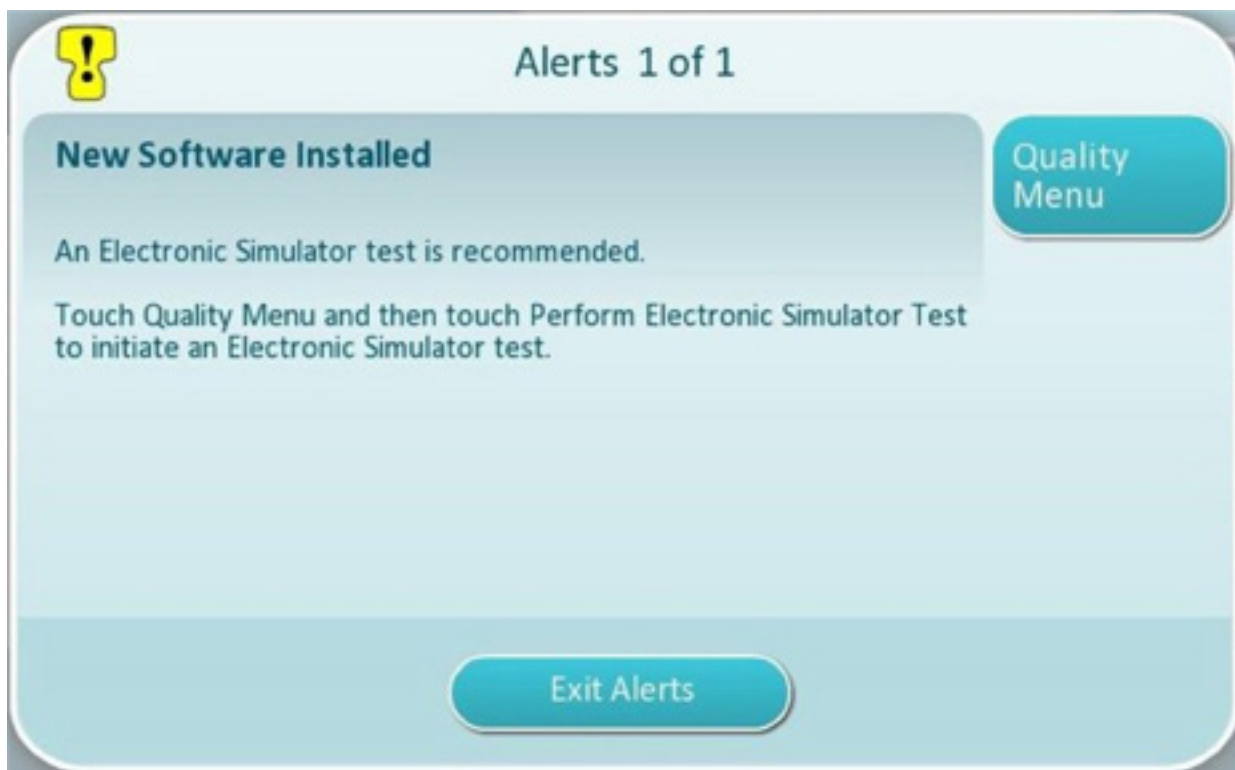 Alerts 1 of 1
New Software Installed
Quality
Menu
An Electronic Simulator test is recommended.
Touch Quality Menu and then touch Perform Electronic Simulator Test
to initiate an Electronic Simulator test.
Exit Alerts